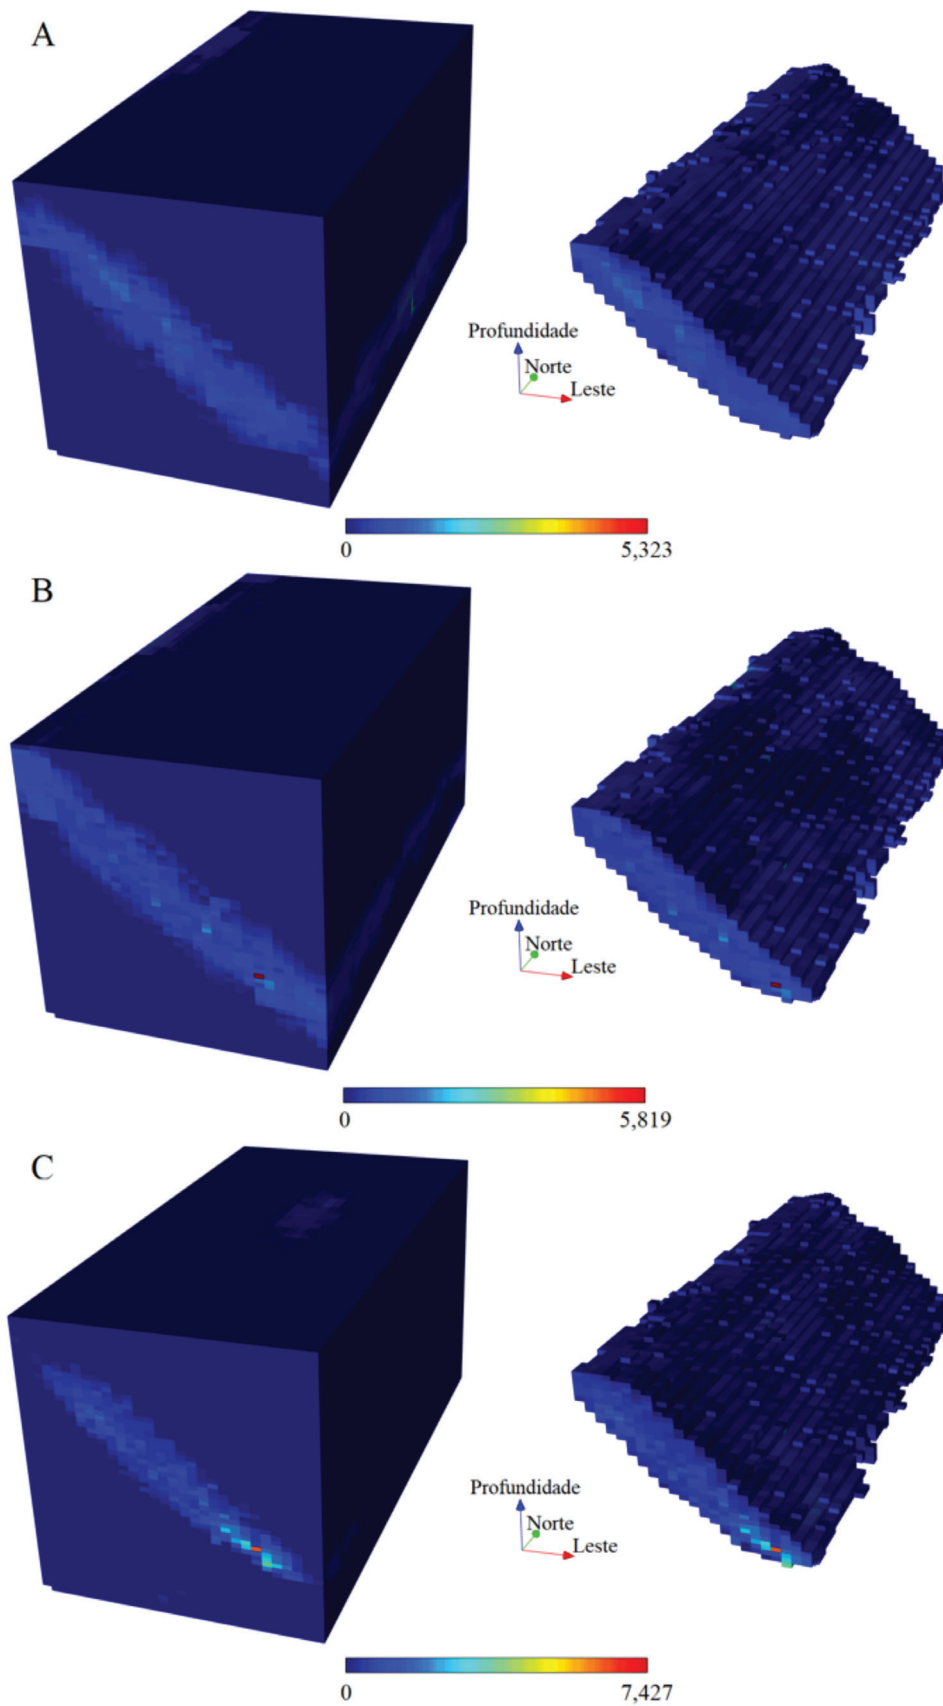 A
Profundidade
Norte
Leste
0 5,323
B
Profundidade
Norte
Leste
0 5,819
C
Profundidade
Norte
Leste
0 7,427